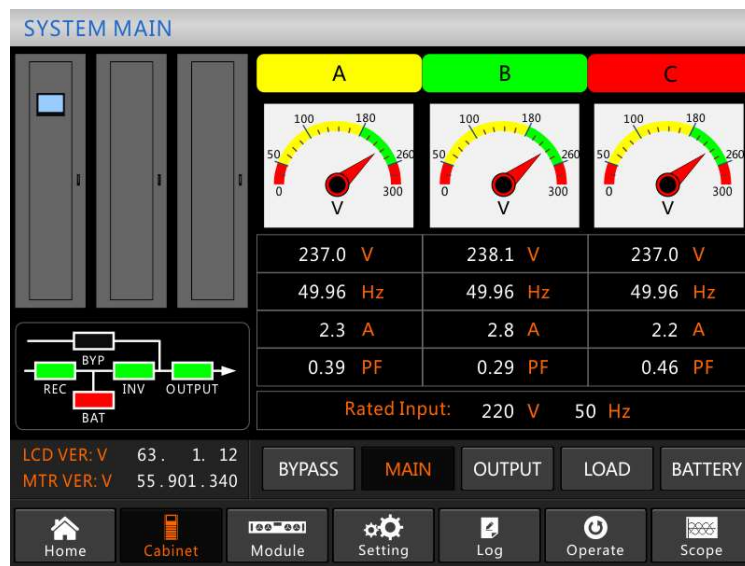 SYSTEM MAIN
A B C
100 180 100 180 100 180
50 260 50 260 50 260
0 300 0 300 0 300
V V V
237.0 V 238.1 V 237.0 V
49.96 Hz 49.96 Hz 49.96 Hz
2.3 A 2.8 A 2.2 A
0.39 PF 0.29 PF 0.46 PF
Rated Input: 220 V 50 Hz
BYP
REC INV OUTPUT
BAT
LCD VER: V 63. 1. 12
MTR VER: V 55.901.340
BYPASS MAIN OUTPUT LOAD BATTERY
Home Cabinet Module Setting Log Operate Scope